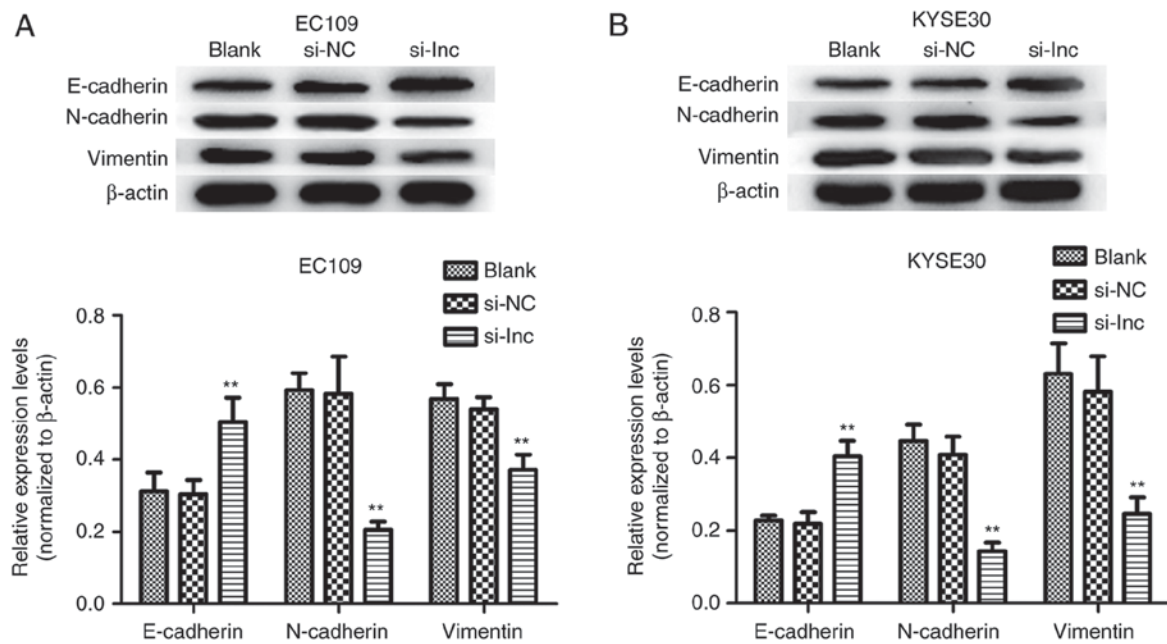 A
EC109
Blank si-NC si-lnc
E-cadherin
N-cadherin
Vimentin
β-actin
EC109
Blank
si-NC
si-lnc
Relative expression levels
(normalized to β-actin)
0.8
0.6
0.4
0.2
0.0
**
**
**
E-cadherin N-cadherin Vimentin
B
KYSE30
Blank si-NC si-lnc
E-cadherin
N-cadherin
Vimentin
β-actin
KYSE30
Blank
si-NC
si-lnc
Relative expression levels
(normalized to β-actin)
0.8
0.6
0.4
0.2
0.0
**
**
**
E-cadherin N-cadherin Vimentin